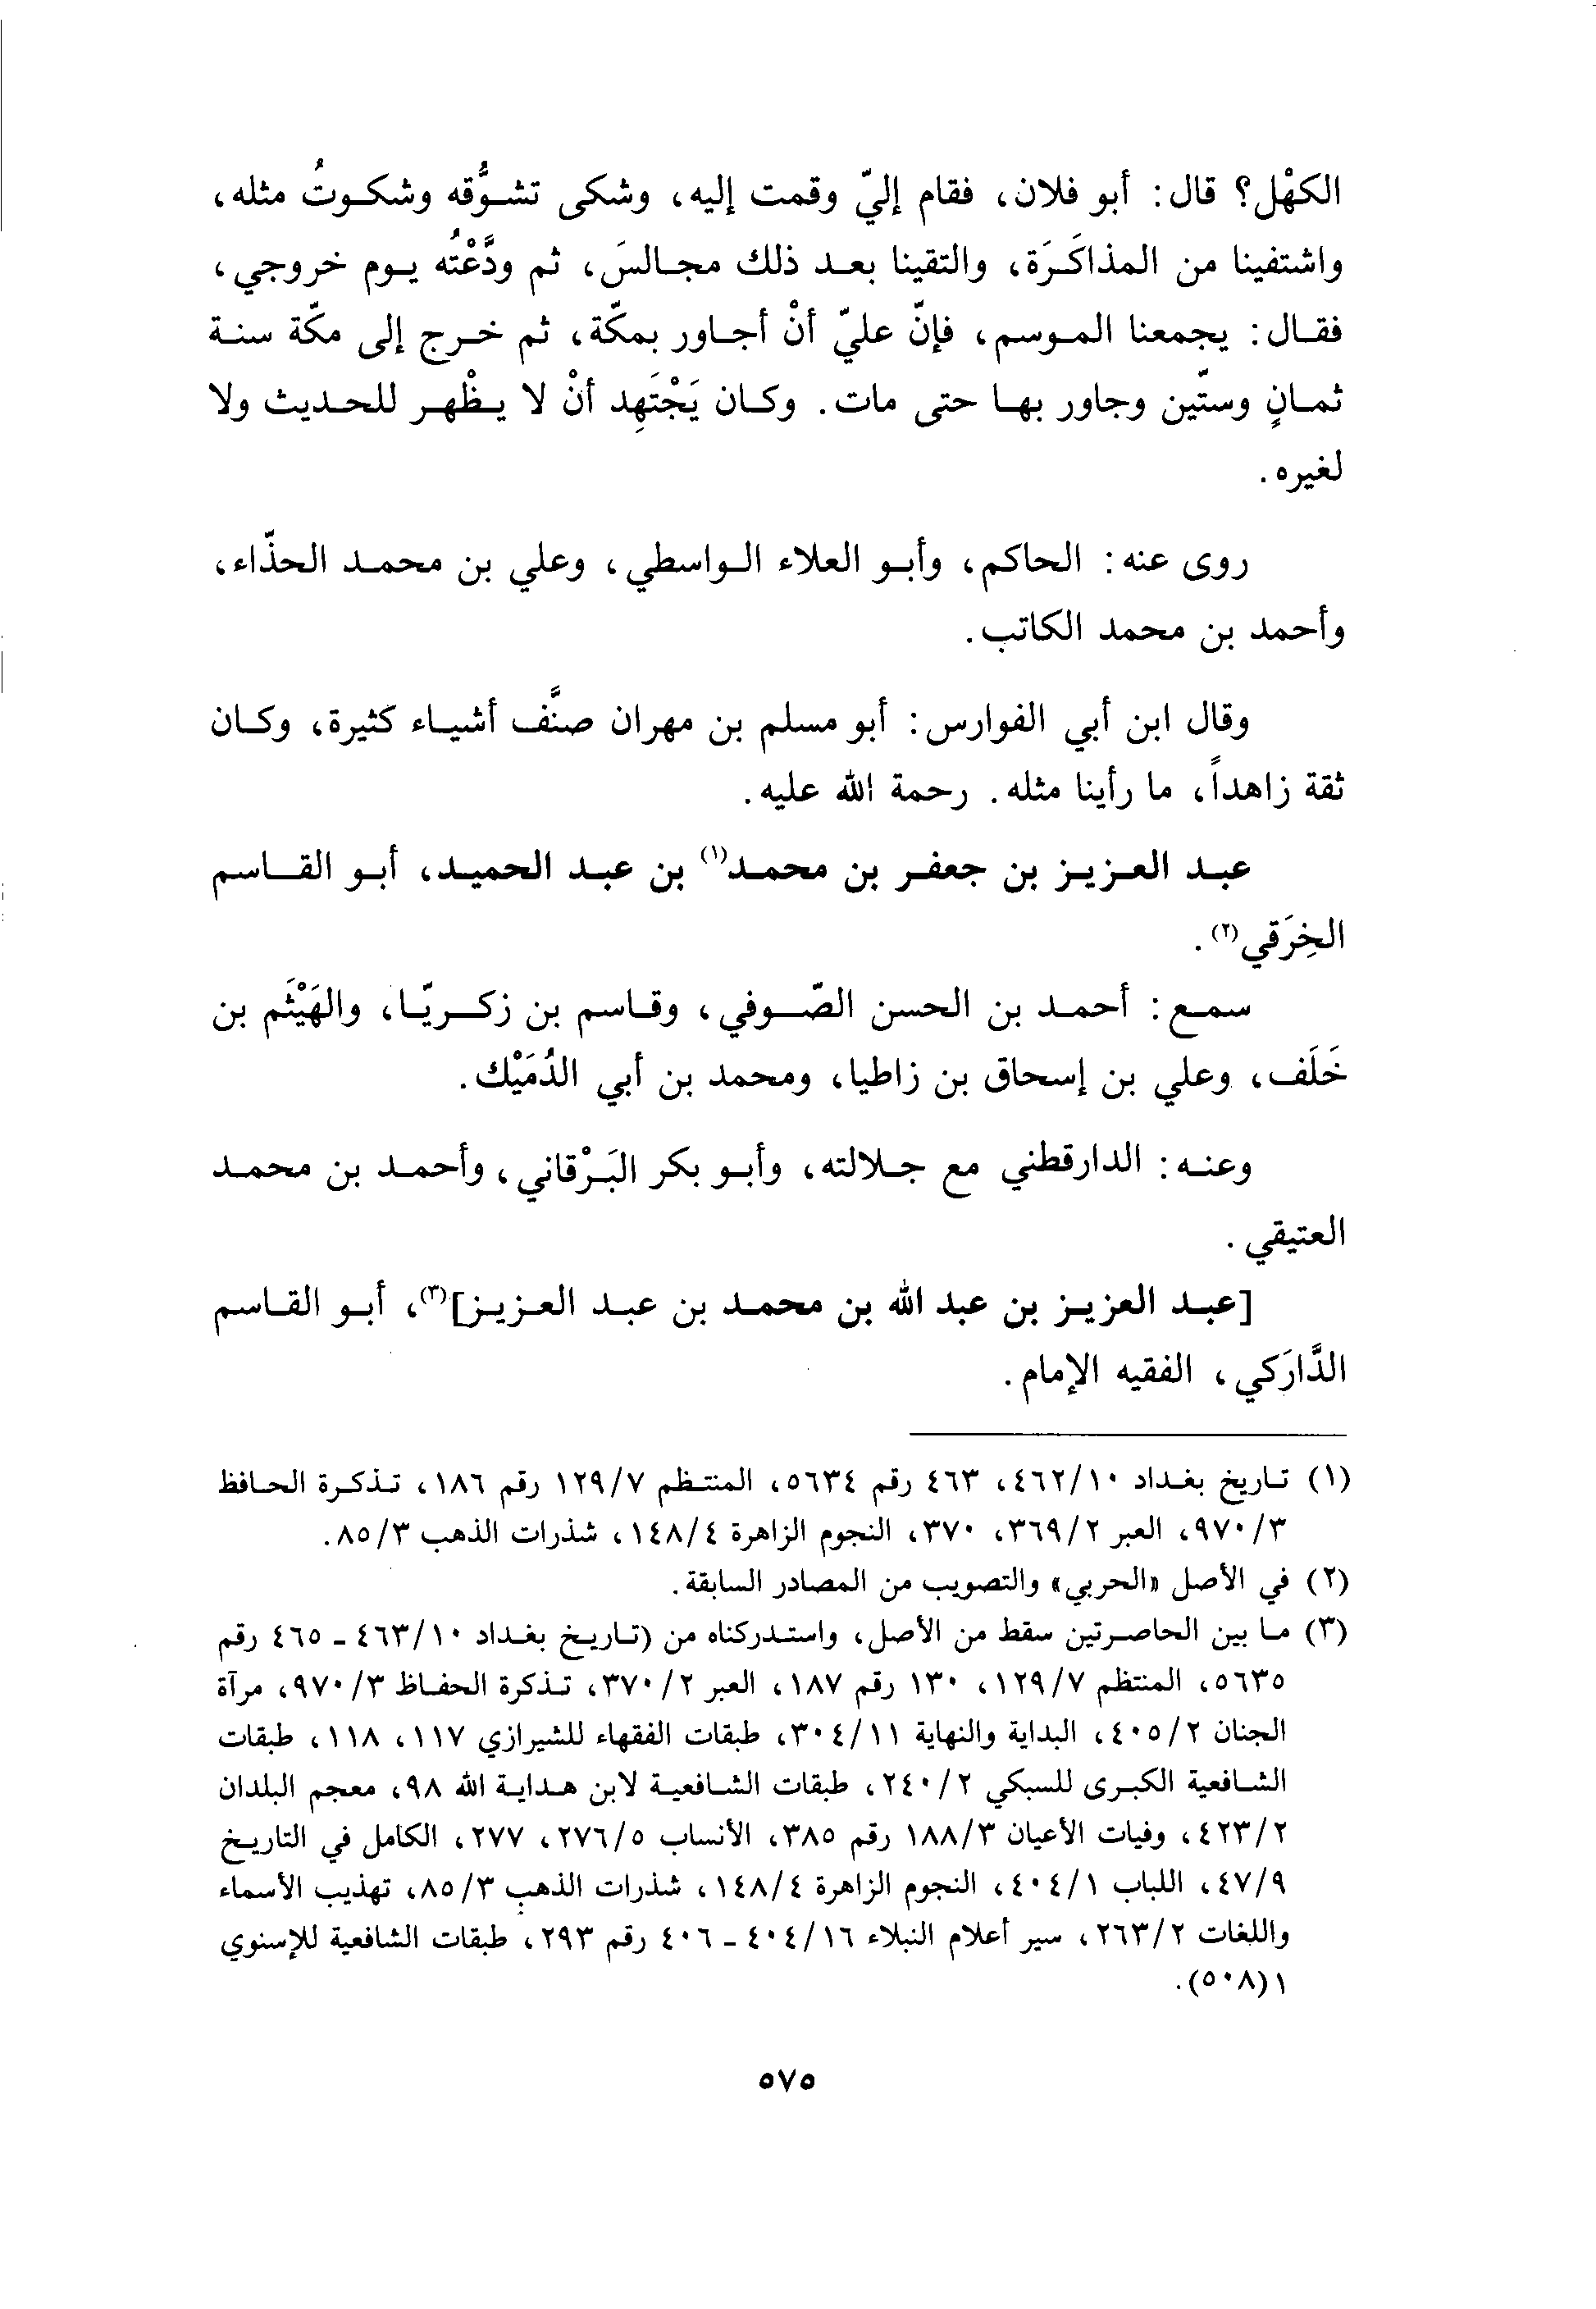 الكهْل؟ قال: أبو فلان، فقام إليّ وقمت إليه، وشكى تشوُّقه وشكوتُ مثله،
واشتفينا من المذاكَرَة، والتقينا بعد ذلك مجالسَ، ثم ودَّعْتُه يوم خروجي،
فقال: يجمعنا الموسم، فإنّ عليّ أنْ أجاور بمكّة، ثم خرج إلى مكّة سنة
ثمانٍ وستّين وجاور بها حتى مات. وكان يَجْتَهِد أنْ لا يظْهر للحديث ولا
لغيره.
روى عنه: الحاكم، وأبو العلاء الواسطي، وعلي بن محمد الحذّاء،
وأحمد بن محمد الكاتب.
وقال ابن أبي الفوارس: أبو مسلم بن مهران صنَّف أشياء كثيرة، وكان
ثقة زاهداً، ما رأينا مثله. رحمة الله عليه.
عبد العزيز بن جعفر بن محمد(١) بن عبد الحميد، أبو القاسم
الخِرَقي(٢).
سمع: أحمد بن الحسن الصّوفي، وقاسم بن زكريّا، والهَيْثَم بن
خَلَف، وعلي بن إسحاق بن زاطيا، ومحمد بن أبي الدُمَيْك.
وعنه: الدارقطني مع جلالته، وأبو بكر البَرْقاني، وأحمد بن محمد
العتيقي.
[عبد العزيز بن عبد الله بن محمد بن عبد العزيز](٣)، أبو القاسم
الدَّارَكي، الفقيه الإمام.
(١) تاريخ بغداد ٤٦٢/١٠، ٤٦٣ رقم ٥٦٣٤، المنتظم ١٢٩/٧ رقم ١٨٦، تذكرة الحافظ
٩٧٠/٣، العبر ٣٦٩/٢، ٣٧٠، النجوم الزاهرة ١٤٨/٤، شذرات الذهب ٨٥/٣.
(٢) في الأصل «الحربي» والتصويب من المصادر السابقة.
(٣) ما بين الحاصرتين سقط من الأصل، واستدركناه من (تاريخ بغداد ٤٦٣/١٠ ـ ٤٦٥ رقم
٥٦٣٥، المنتظم ١٢٩/٧، ١٣٠ رقم ١٨٧، العبر ٣٧٠/٢، تذكرة الحفاظ ٩٧٠/٣، مرآة
الجنان ٤٠٥/٢، البداية والنهاية ٣٠٤/١١، طبقات الفقهاء للشيرازي ١١٧، ١١٨، طبقات
الشافعية الكبرى للسبكي ٢٤٠/٢، طبقات الشافعية لابن هداية الله ٩٨، معجم البلدان
٤٢٣/٢، وفيات الأعيان ١٨٨/٣ رقم ٣٨٥، الأنساب ٢٧٦/٥، ٢٧٧، الكامل في التاريخ
٤٧/٩، اللباب ٤٠٤/١، النجوم الزاهرة ١٤٨/٤، شذرات الذهب ٨٥/٣، تهذيب الأسماء
واللغات ٢٦٣/٢، سير أعلام النبلاء ٤٠٤/١٦ ـ ٤٠٦ رقم ٢٩٣، طبقات الشافعية للإسنوي
١(٥٠٨).
٥٧٥